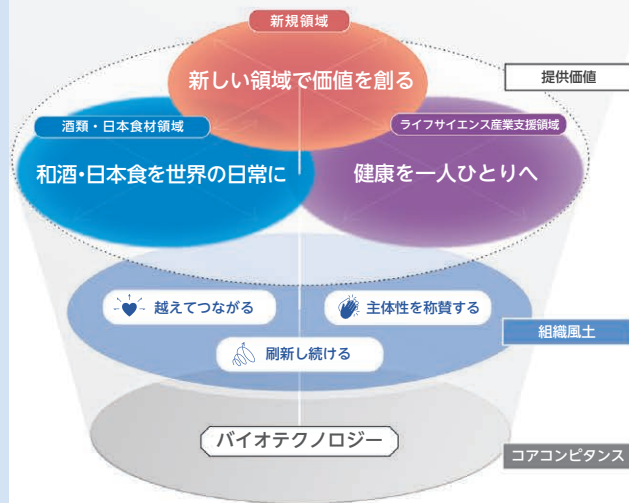 新規領域
新しい領域で価値を創る
提供価値
酒類・日本食材領域
ライフサイエンス産業支援領域
和酒・日本食を世界の日常に
健康を一人ひとりへ
越えてつながる
主体性を称賛する
組織風土
刷新し続ける
バイオテクノロジー
コアコンピタンス